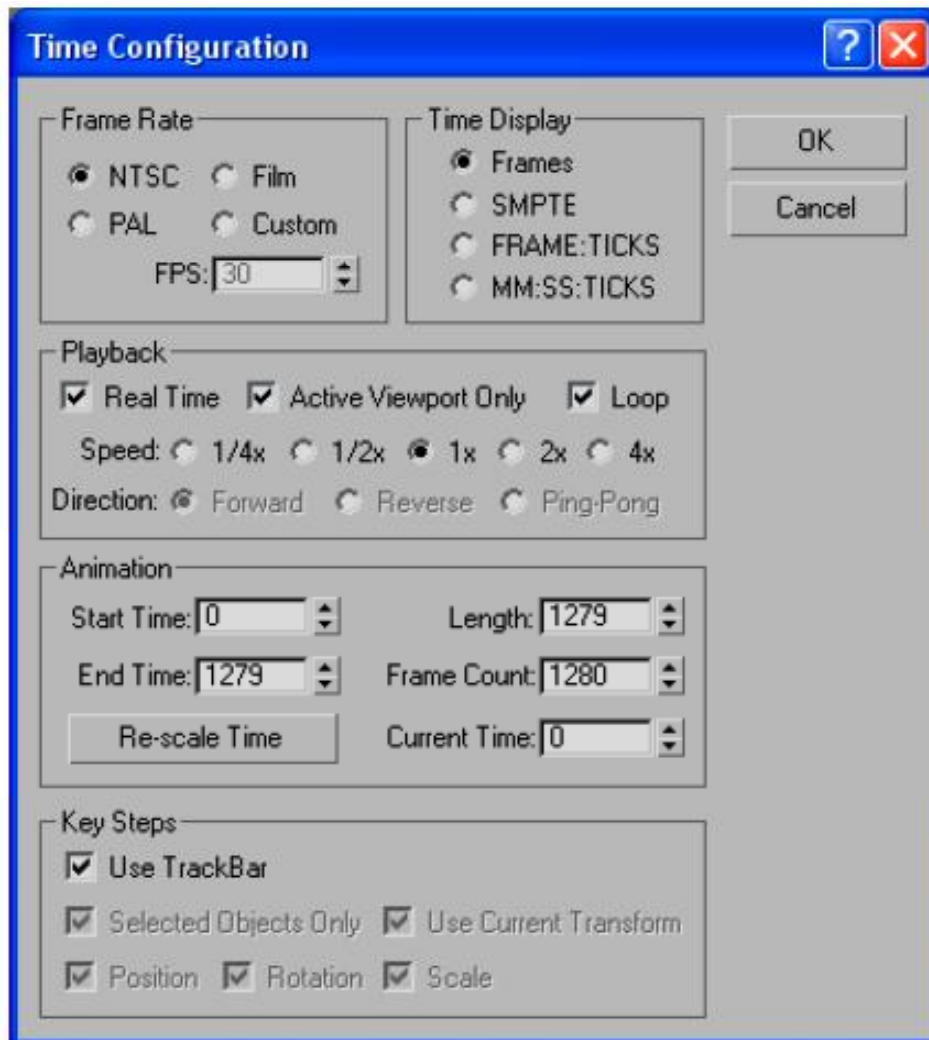 Time Configuration
Frame Rate
NTSC Film
PAL Custom
FPS: 30
Time Display
Frames
SMPTE
FRAME:TICKS
MM:SS:TICKS
OK
Cancel
Playback
Real Time Active Viewport Only Loop
Speed: 1/4x 1/2x 1x 2x 4x
Direction: Forward Reverse Ping-Pong
Animation
Start Time: 0 Length: 1279
End Time: 1279 Frame Count: 1280
Re-scale Time Current Time: 0
Key Steps
Use TrackBar
Selected Objects Only Use Current Transform
Position Rotation Scale